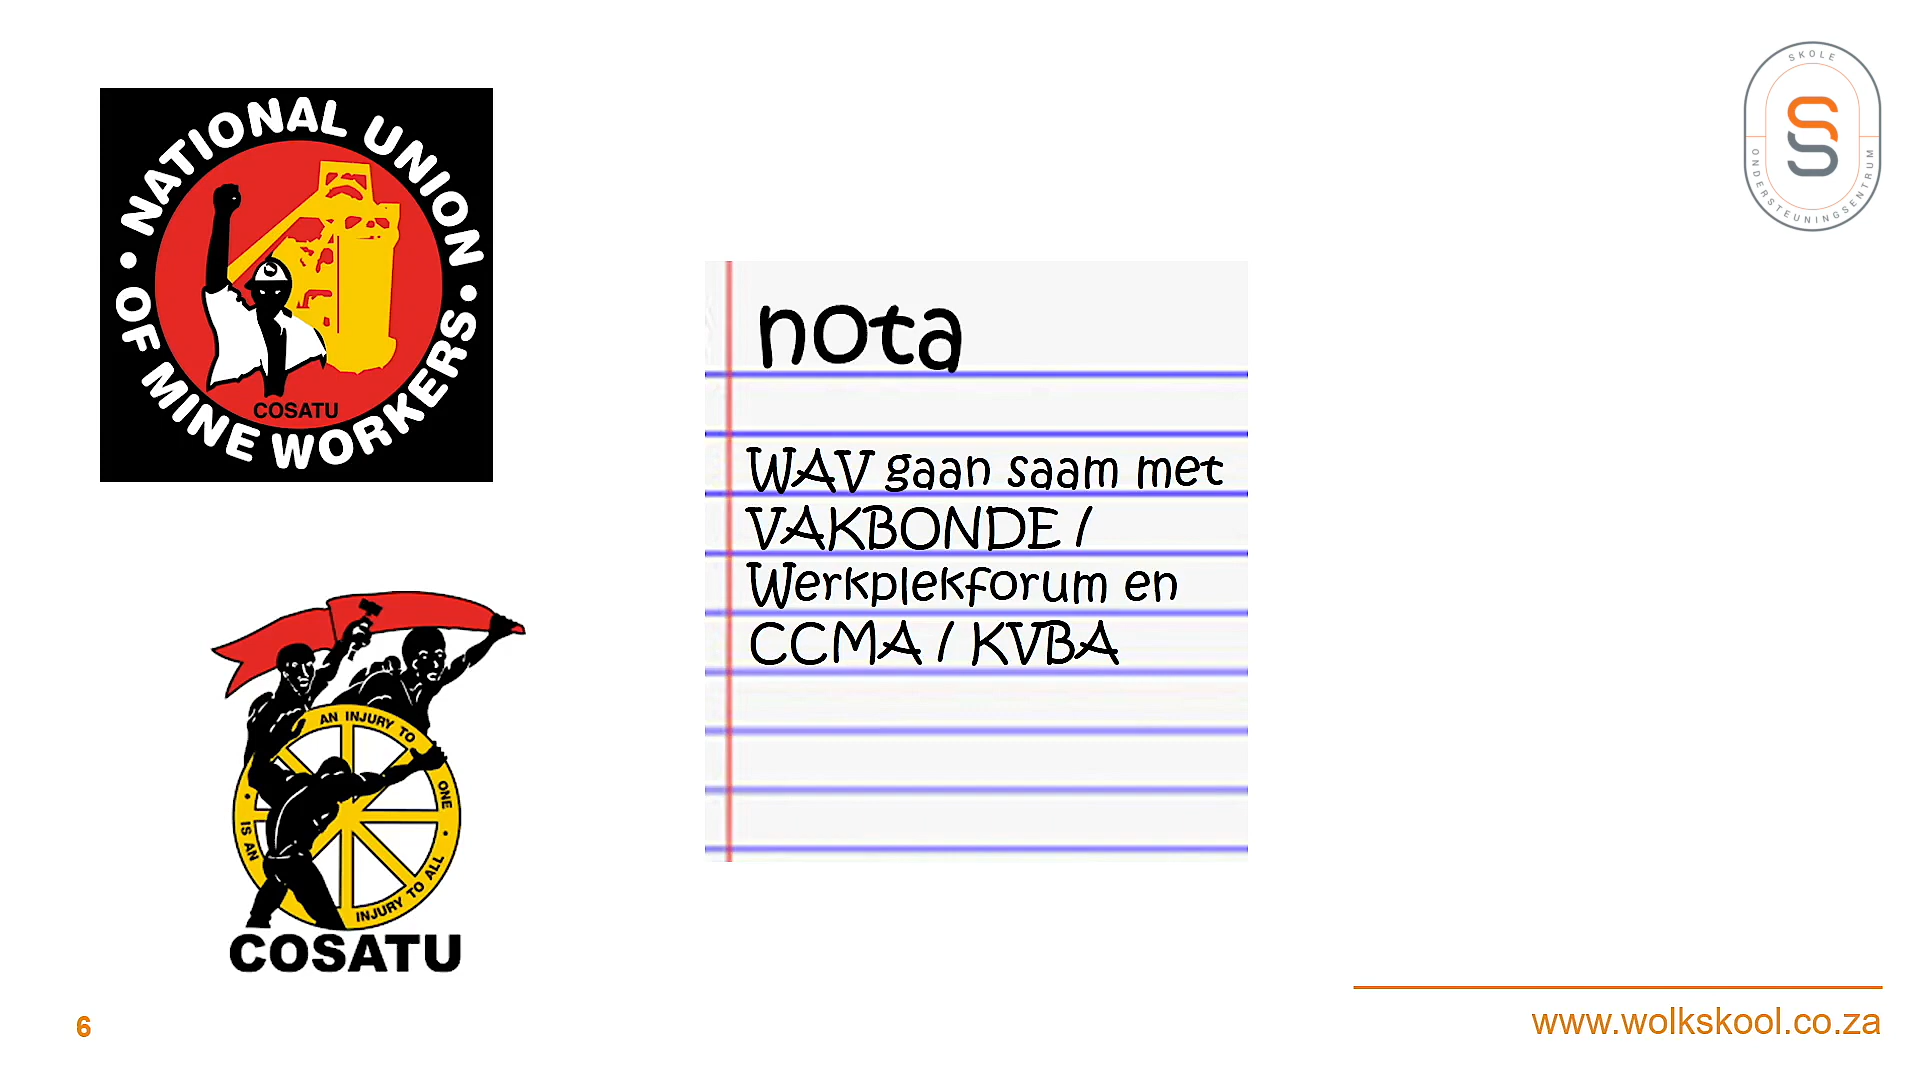 NATIONAL UNION
OF MINE WORKERS
COSATU
AN INJURY TO
ONE
IS AN
INJURY TO ALL
COSATU
nota
WAV gaan saam met
VAKBONDE /
Werkplekforum en
CCMA / KVBA
SKOLE
ONDERSTEUNINGSENTRUM
6
www.wolkskool.co.za